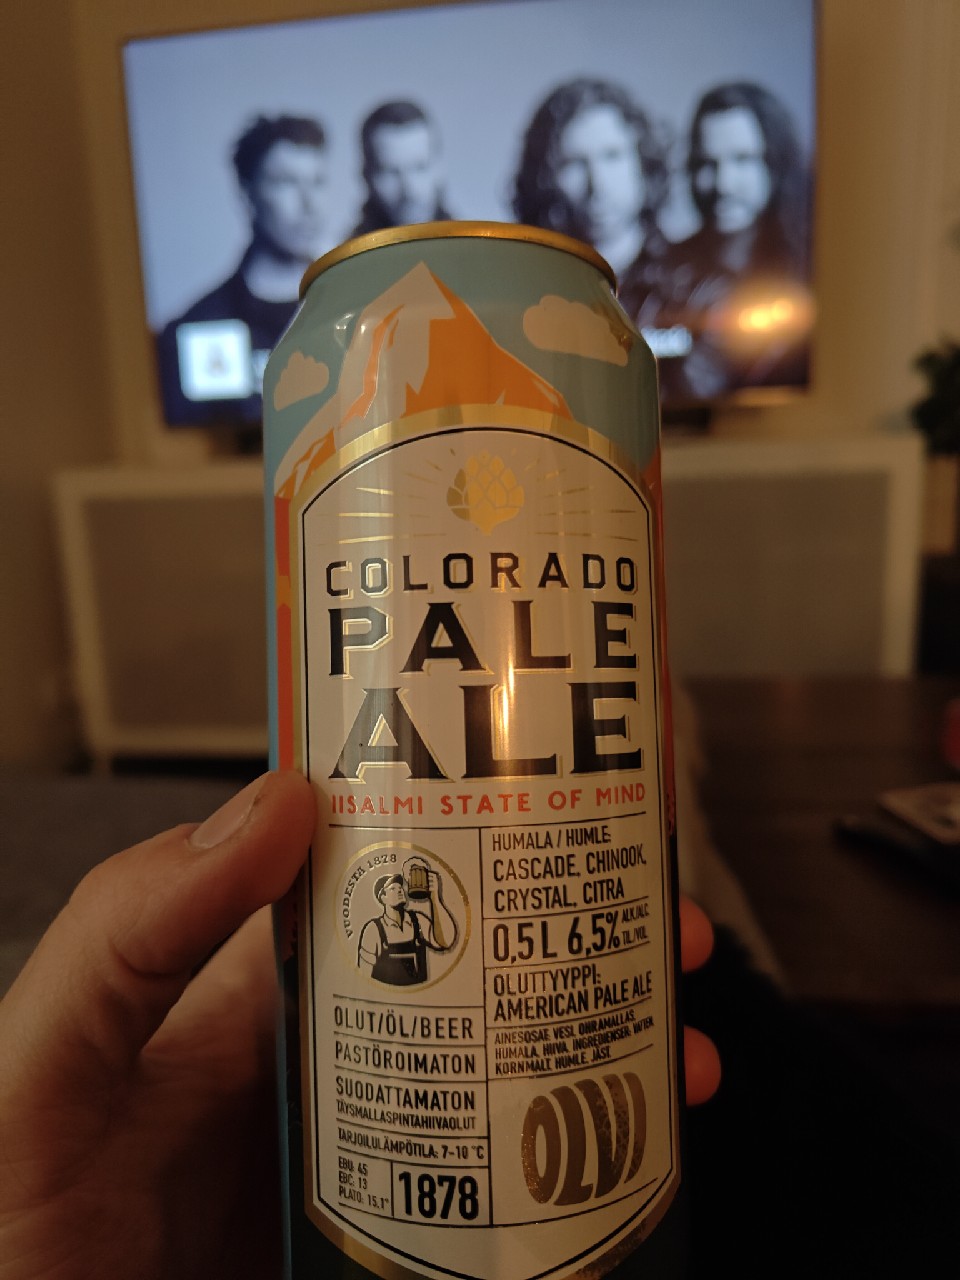 COLORADO
PALE
ALE
IISALMI STATE OF MIND
VUODESTA 1878
OLUT/ÖL/BEER
PASTÖROIMATON
SUODATTAMATON
TÄYSMALLASPINTAHIIVAOLUT
TARJOILULÄMPÖTILA: 7-10 °C
EBU: 45
EBC: 13
PLATO: 15.1°
1878
HUMALA / HUMLE:
CASCADE, CHINOOK,
CRYSTAL, CITRA
0,5 L 6,5% ALK/ALC.
TIL./VOL.
OLUTTYYPPI:
AMERICAN PALE ALE
AINESOSAT: VESI, OHRAMALLAS,
HUMALA, HIIVA. INGREDIENSER: VATTEN,
KORNMALT, HUMLE, JÄST.
OLVI